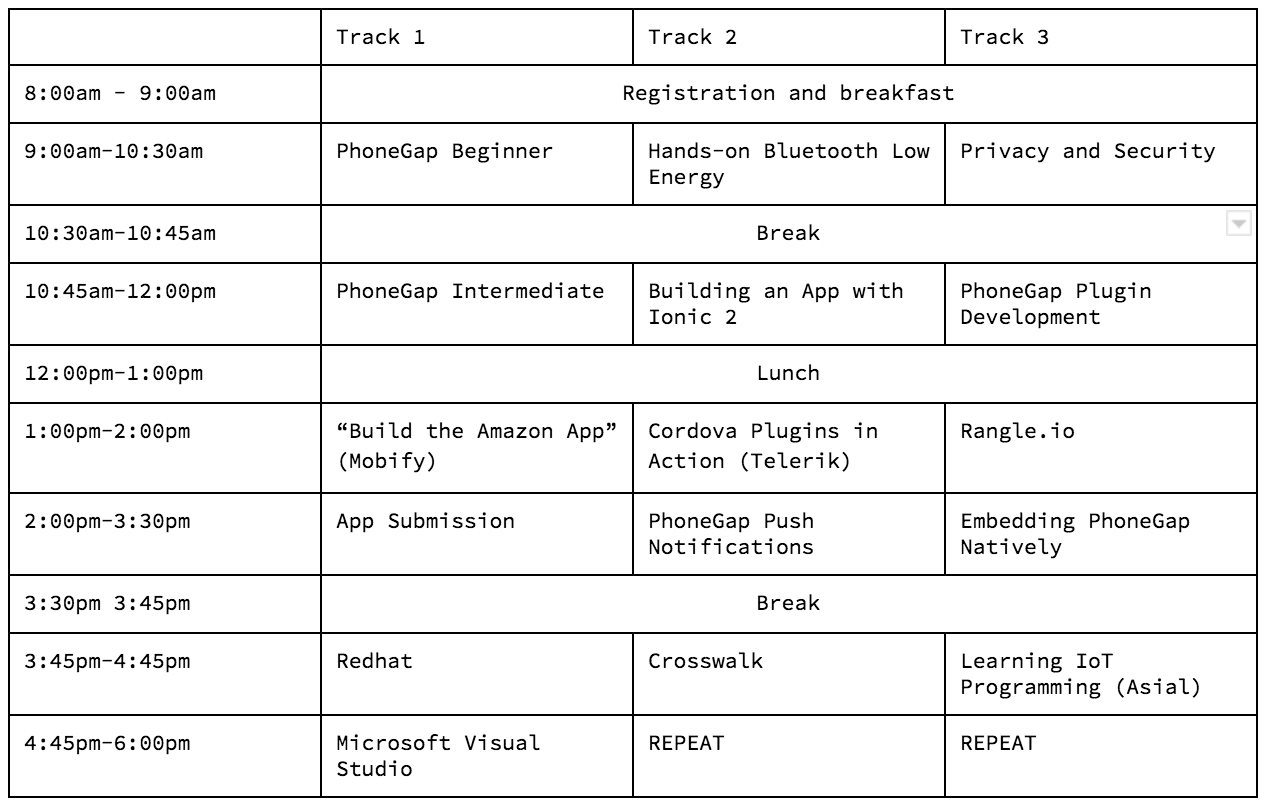 Track 1 Track 2 Track 3
8:00am - 9:00am Registration and breakfast
9:00am-10:30am PhoneGap Beginner Hands-on Bluetooth Low Privacy and Security
Energy
10:30am-10:45am Break
10:45am-12:00pm PhoneGap Intermediate Building an App with PhoneGap Plugin
Ionic 2 Development
12:00pm-1:00pm Lunch
1:00pm-2:00pm “Build the Amazon App” Cordova Plugins in Rangle.io
(Mobify) Action (Telerik)
2:00pm-3:30pm App Submission PhoneGap Push Embedding PhoneGap
Notifications Natively
3:30pm 3:45pm Break
3:45pm-4:45pm Redhat Crosswalk Learning IoT
Programming (Asial)
4:45pm-6:00pm Microsoft Visual REPEAT REPEAT
Studio